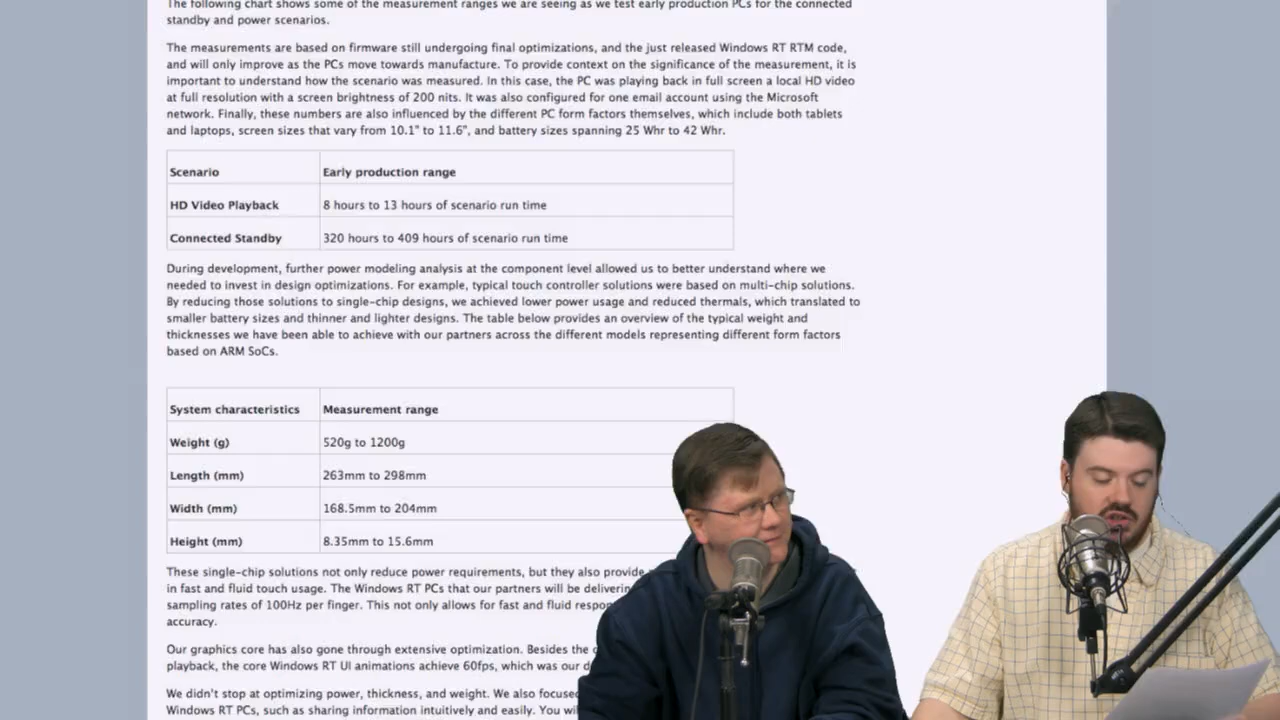 The following chart shows some of the measurement ranges we are seeing as we test early production PCs for the connected
standby and power scenarios.
The measurements are based on firmware still undergoing final optimizations, and the just released Windows RT RTM code,
and will only improve as the PCs move towards manufacture. To provide context on the significance of the measurement, it is
important to understand how the scenario was measured. In this case, the PC was playing back in full screen a local HD video
at full resolution with a screen brightness of 200 nits. It was also configured for one email account using the Microsoft
network. Finally, these numbers are also influenced by the different PC form factors themselves, which include both tablets
and laptops, screen sizes that vary from 10.1" to 11.6", and battery sizes spanning 25 Whr to 42 Whr.
Scenario Early production range
HD Video Playback 8 hours to 13 hours of scenario run time
Connected Standby 320 hours to 409 hours of scenario run time
During development, further power modeling analysis at the component level allowed us to better understand where we
needed to invest in design optimizations. For example, typical touch controller solutions were based on multi-chip solutions.
By reducing those solutions to single-chip designs, we achieved lower power usage and reduced thermals, which translated to
smaller battery sizes and thinner and lighter designs. The table below provides an overview of the typical weight and
thicknesses we have been able to achieve with our partners across the different models representing different form factors
based on ARM SoCs.
System characteristics Measurement range
Weight (g) 520g to 1200g
Length (mm) 263mm to 298mm
Width (mm) 168.5mm to 204mm
Height (mm) 8.35mm to 15.6mm
These single-chip solutions not only reduce power requirements, but they also provide
in fast and fluid touch usage. The Windows RT PCs that our partners will be
sampling rates of 100Hz per finger. This not only allows for fast and fluid
accuracy.
Our graphics core has also gone through extensive optimization. Besides the
playback, the core Windows RT UI animations achieve 60fps, which was our
We didn't stop at optimizing power, thickness, and weight. We also focused
Windows RT PCs, such as sharing information intuitively and easily. You